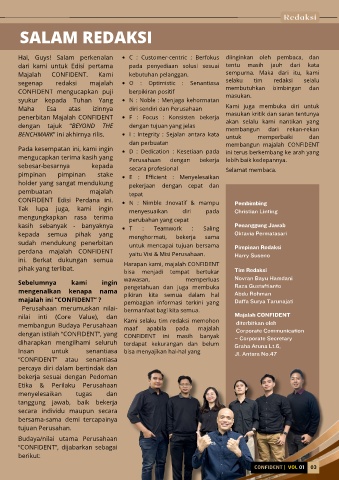 Redaksi
SALAM REDAKSI
Hai, Guys! Salam perkenalan
dari kami untuk Edisi pertama
Majalah CONFIDENT. Kami
segenap redaksi majalah
CONFIDENT mengucapkan puji
syukur kepada Tuhan Yang
Maha Esa atas izinnya
penerbitan Majalah CONFIDENT
dengan tajuk "BEYOND THE
BENCHMARK" ini akhirnya rilis.
Pada kesempatan ini, kami ingin
mengucapkan terima kasih yang
sebesar-besarnya kepada
pimpinan pimpinan stake
holder yang sangat mendukung
pembuatan majalah
CONFIDENT Edisi Perdana ini.
Tak lupa juga, kami ingin
mengungkapkan rasa terima
kasih sebanyak - banyaknya
kepada semua pihak yang
sudah mendukung penerbitan
perdana majalah CONFIDENT
ini. Berkat dukungan semua
pihak yang terlibat.
Sebelumnya kami ingin
mengenalkan kenapa nama
majalah ini "CONFIDENT" ?
Perusahaan merumuskan nilai-
nilai inti (Core Value), dan
membangun Budaya Perusahaan
dengan istilah "CONFIDENT", yang
diharapkan menghilami seluruh
Insan untuk senantiasa
"CONFIDENT" atau senantiasa
percaya diri dalam bertindak dan
bekerja sesuai dengan Pedoman
Etika & Perilaku Perusahaan
menyelesaikan tugas dan
tanggung jawab, baik bekerja
secara individu maupun secara
bersama-sama demi tercapainya
tujuan Perusahan.
Budaya/nilai utama Perusahaan
"CONFIDENT", dijabarkan sebagai
berikut:
• C : Customer-centric : Berfokus
pada penyediaan solusi sesuai
kebutuhan pelanggan.
• O : Optimistic : Senantiasa
berpikiran positif
• N : Noble : Menjaga kehormatan
diri sendiri dan Perusahaan
• F : Focus : Konsisten bekerja
dengan tujuan yang jelas
• I : Integrity : Sejalan antara kata
dan perbuatan
• D : Dedication : Kesetiaan pada
Perusahaan dengan bekerja
secara profesional
• E : Efficient : Menyelesaikan
pekerjaan dengan cepat dan
tepat
• N : Nimble : Inovatif & mampu
menyesuaikan diri pada
perubahan yang cepat
• T : Teamwork : Saling
menghormati, bekerja sama
untuk mencapai tujuan bersama
yaitu Visi & Misi Perusahaan.
Harapan kami, majalah CONFIDENT
bisa menjadi tempat bertukar
wawasan, memperluas
pengetahuan dan juga membuka
pikiran kita semua dalam hal
pembagian informasi terkini yang
bermanfaat bagi kita semua.
Kami selaku tim redaksi memohon
maaf apabila pada majalah
CONFIDENT ini masih banyak
terdapat kekurangan dan belum
bisa menyajikan hal-hal yang
diinginkan oleh pembaca, dan
tentu masih jauh dari kata
sempurna. Maka dari itu, kami
selaku tim redaksi selalu
membutuhkan bimbingan dan
masukan.
Kami juga membuka diri untuk
masukan kritik dan saran tentunya
akan selalu kami nantikan yang
membangun dari rekan-rekan
untuk memperbaiki dan
membangun majalah CONFIDENT
ini terus berkembang ke arah yang
lebih baik kedepannya.
Selamat membaca.
Pembimbing
Christian Linting
Penanggung Jawab
Octavia Permatasari
Pimpinan Redaksi
Harry Suseno
Tim Redaksi
Navran Bayu Hamdani
Abdu Rohman
Daffa Surya Tarunajati
Majalah CONFIDENT
diterbitkan oleh
Corporate Communication
– Corporate Secretary
Graha Aruna Lt.6,
Jl. Antara No.47
CONFIDENT | VOL 01 03